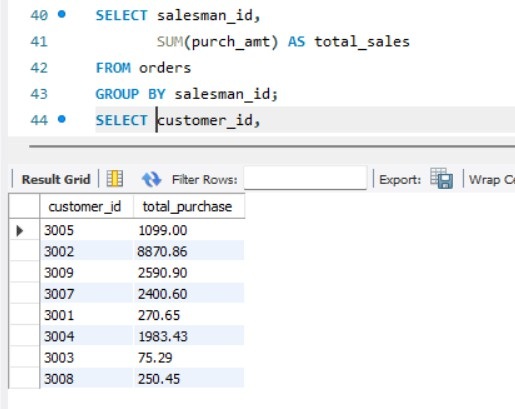 40 SELECT salesman_id,
41 SUM(purch_amt) AS total_sales
42 FROM orders
43 GROUP BY salesman_id;
44 SELECT customer_id,
Result Grid Filter Rows: Export: Wrap Ce
customer_id total_purchase
3005 1099.00
3002 8870.86
3009 2590.90
3007 2400.60
3001 270.65
3004 1983.43
3003 75.29
3008 250.45